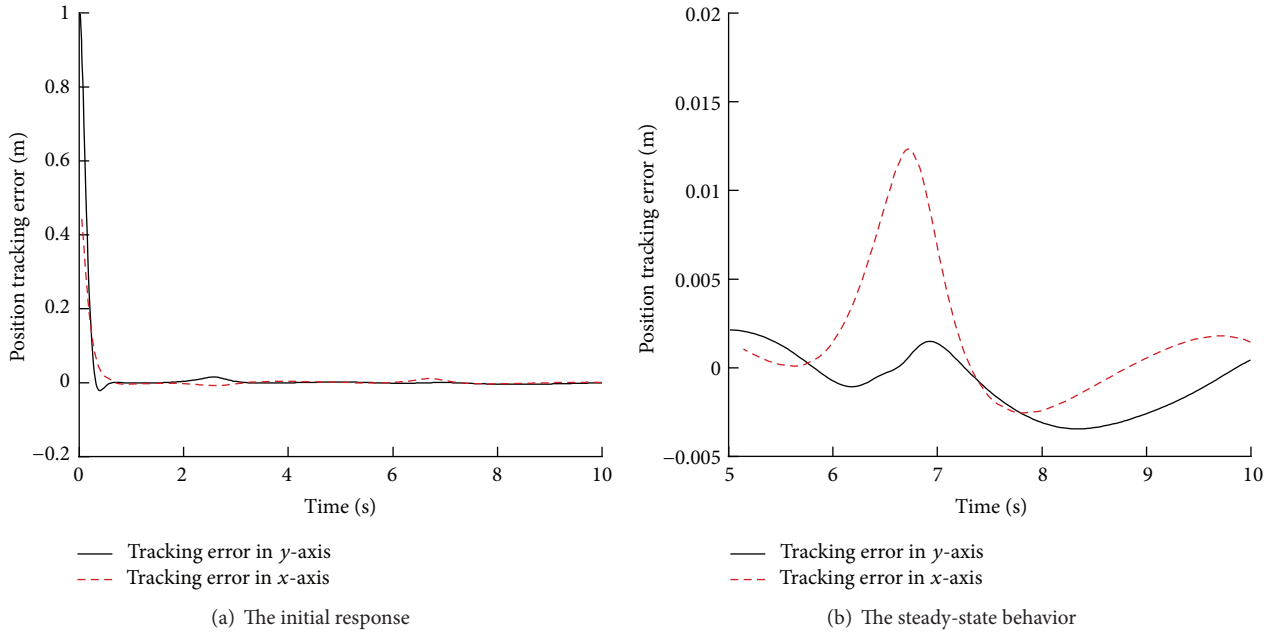 1
0.8
0.6
0.4
0.2
0
−0.2
Position tracking error (m)
0 2 4 6 8 10
Time (s)
Tracking error in y-axis
Tracking error in x-axis
(a) The initial response
0.02
0.015
0.01
0.005
0
−0.005
Position tracking error (m)
5 6 7 8 9 10
Time (s)
Tracking error in y-axis
Tracking error in x-axis
(b) The steady-state behavior